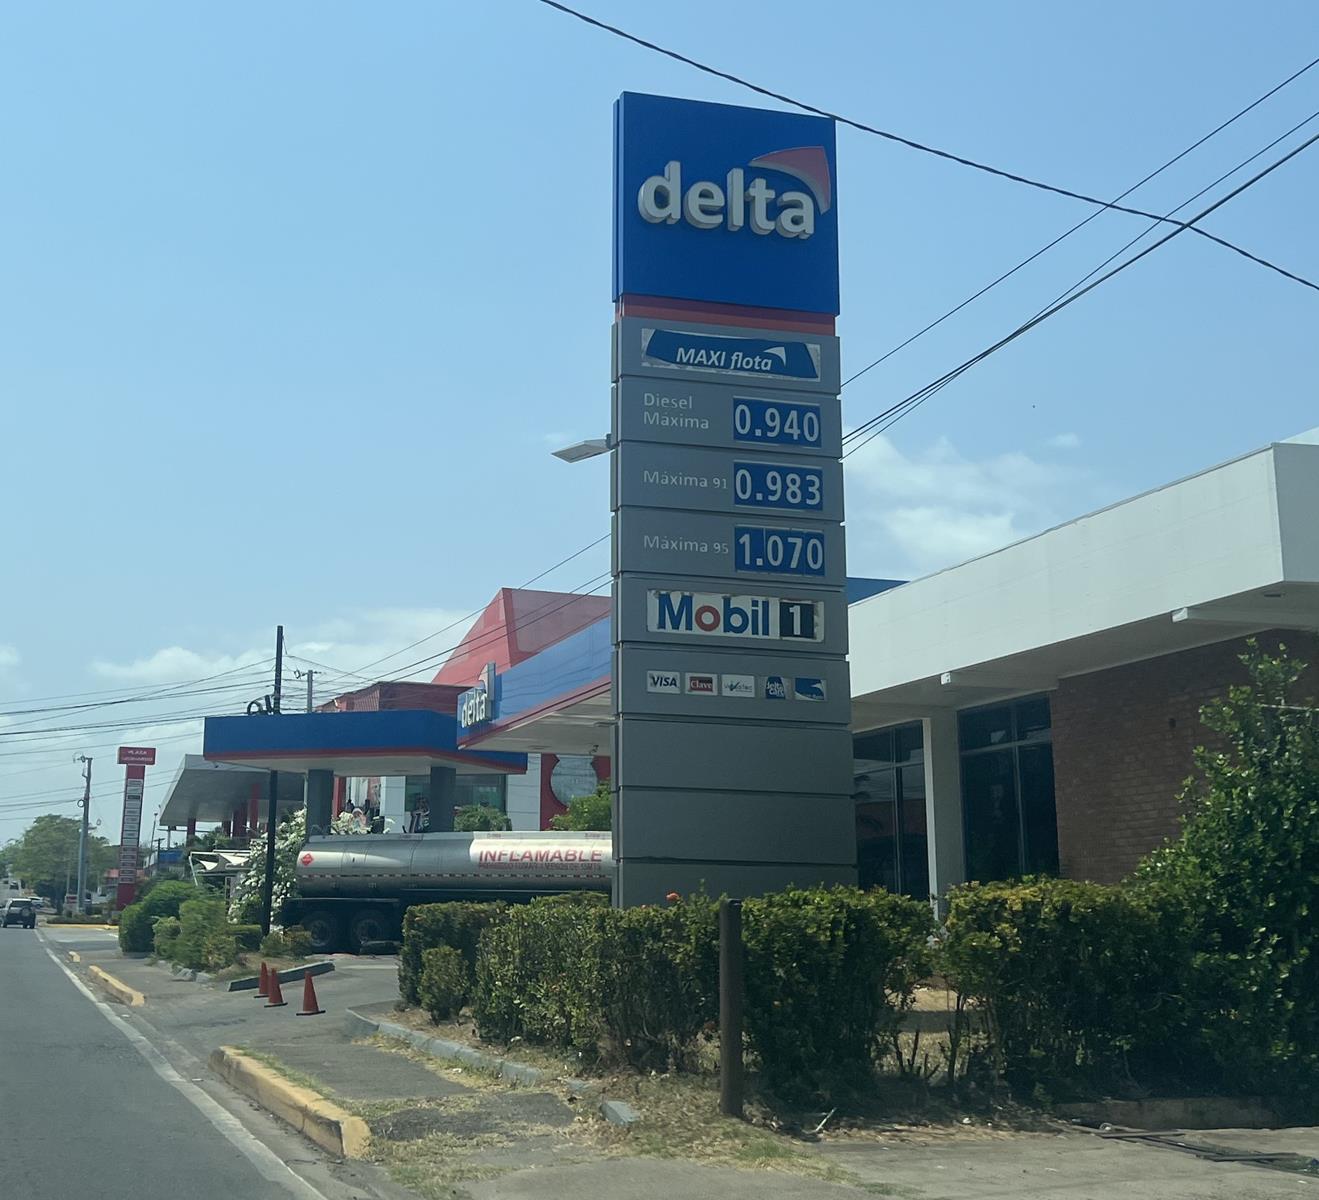 delta
MAXI flota
Diesel
Máxima
0.940
Máxima 91
0.983
Máxima 95
1.070
Mobil 1
VISA
Clave
delta
PLAZA
INFLAMABLE